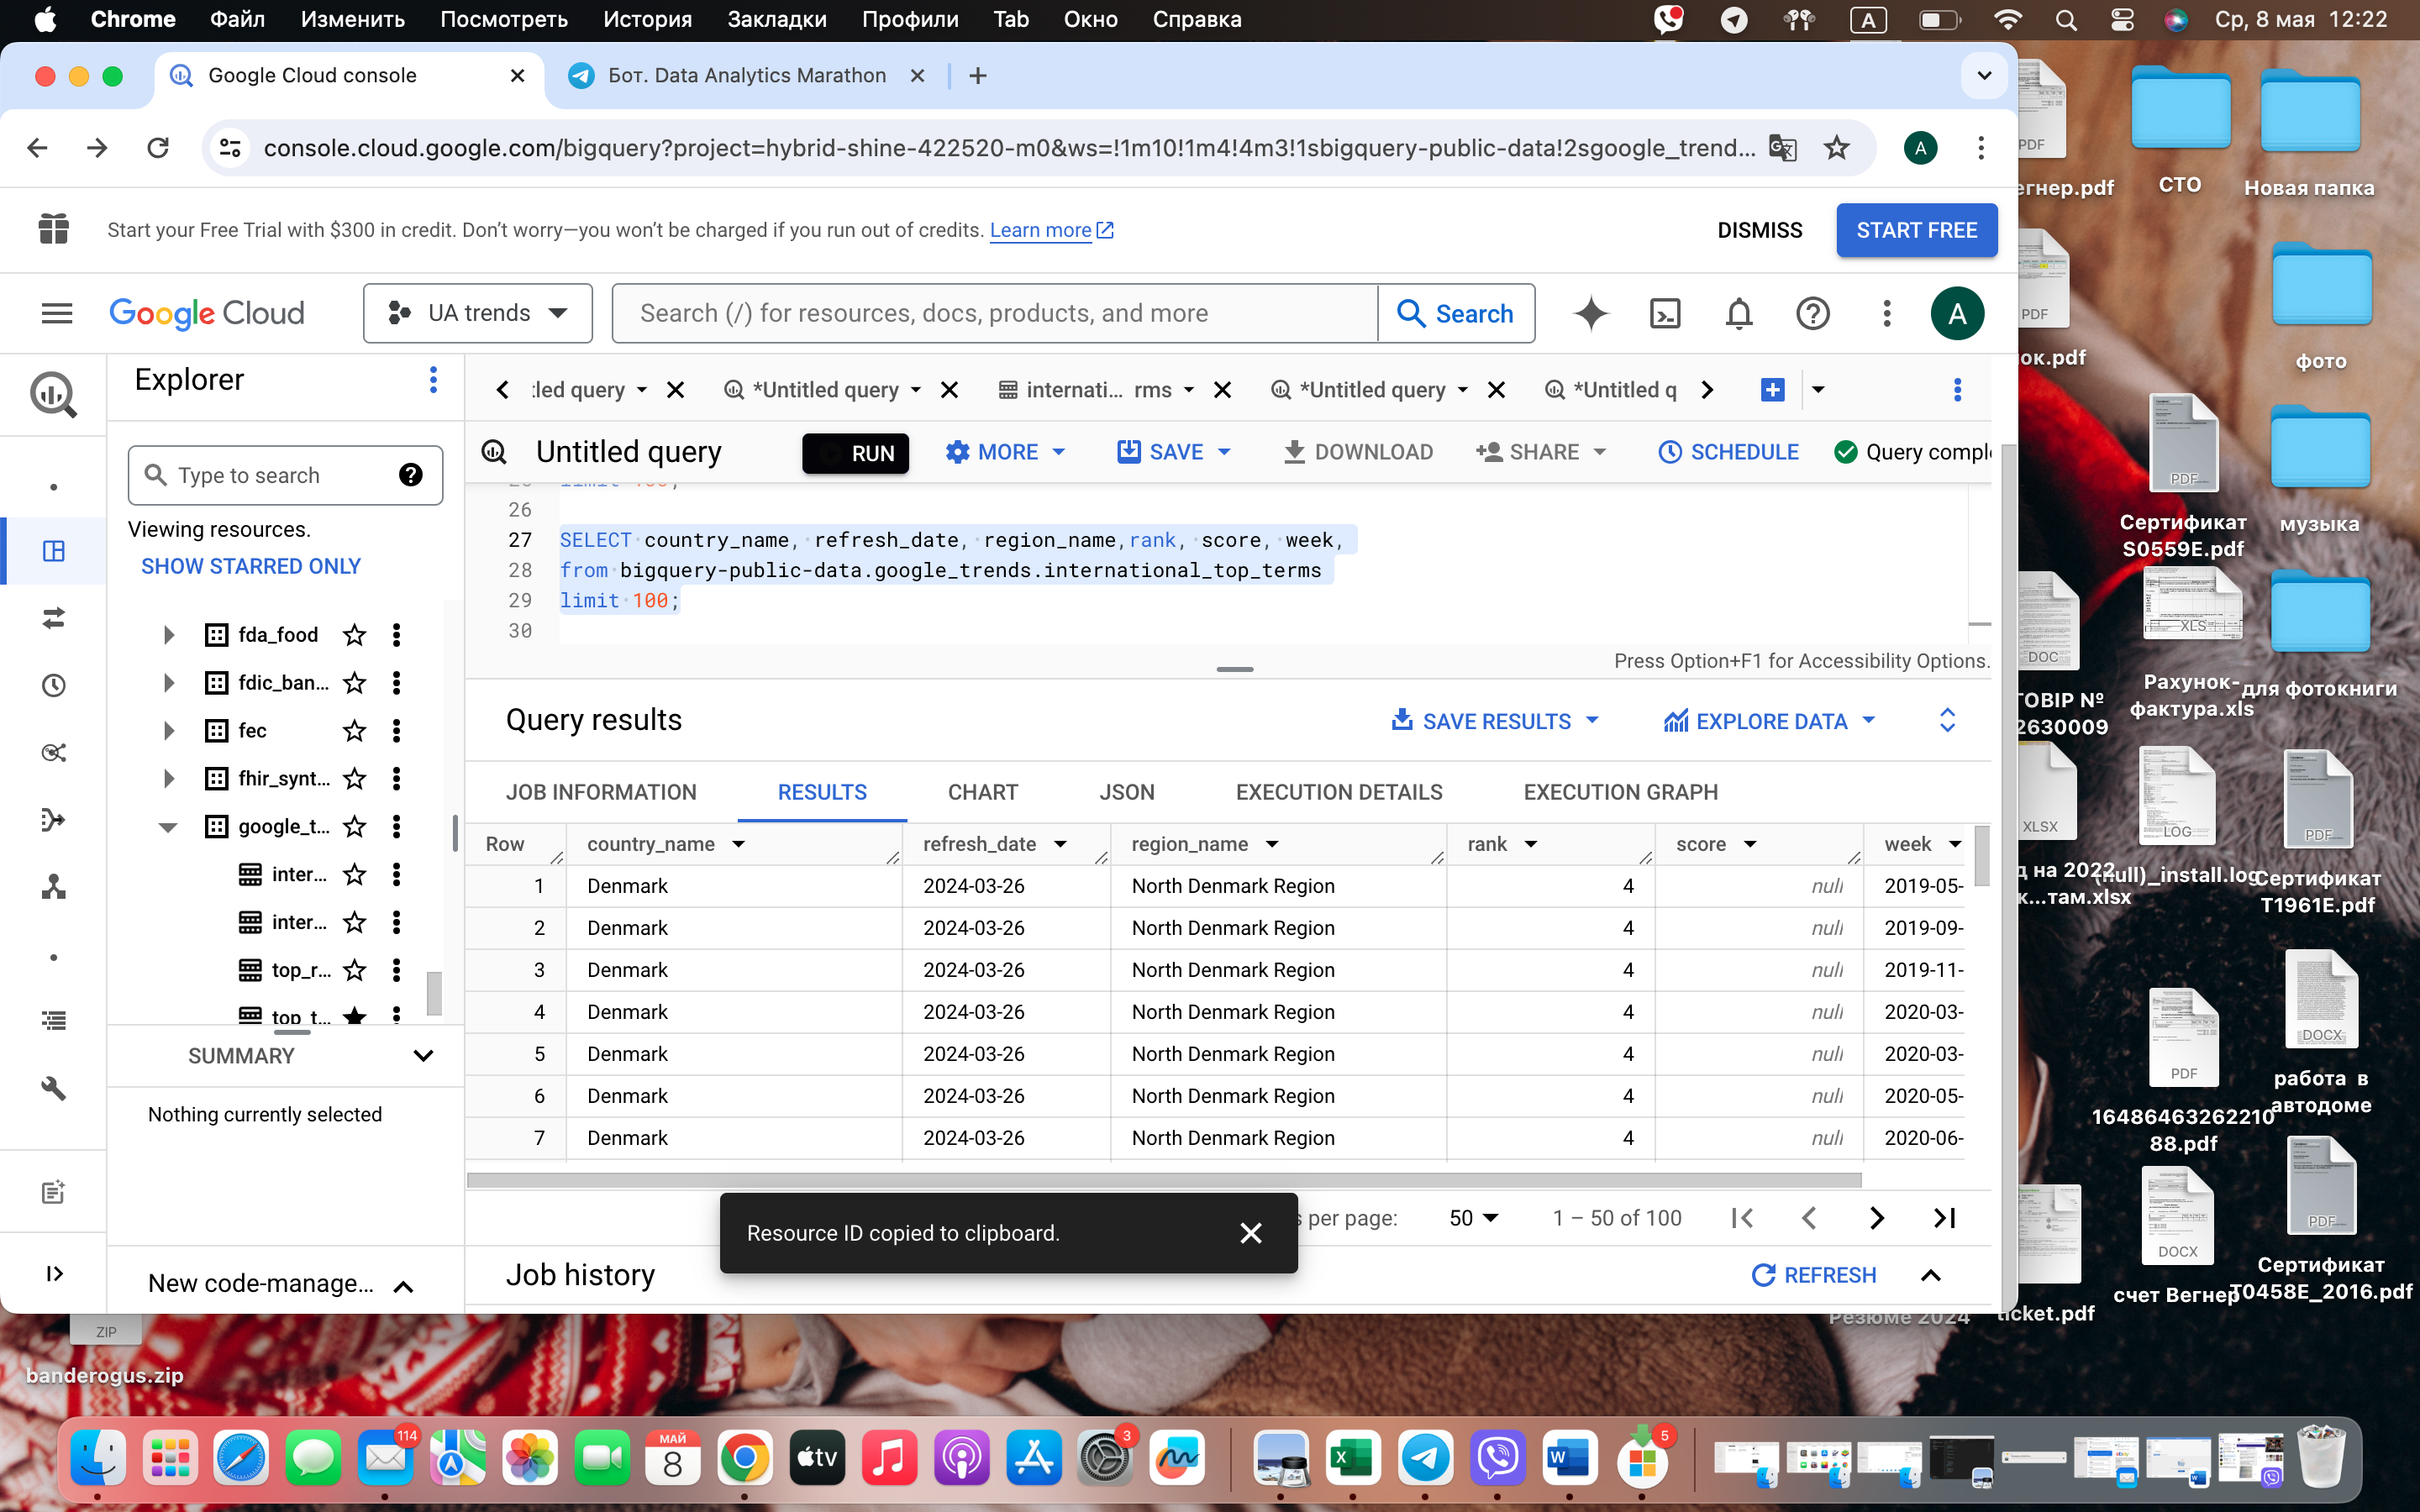 Chrome Файл Изменить Посмотреть История Закладки Профили Tab Окно Справка
A
Ср, 8 мая 12:22
Google Cloud console
Бот. Data Analytics Marathon
console.cloud.google.com/bigquery?project=hybrid-shine-422520-m0&ws=!1m10!1m4!4m3!1sbigquery-public-data!2sgoogle_trend...
A
Start your Free Trial with $300 in credit. Don't worry—you won't be charged if you run out of credits. Learn more
DISMISS
START FREE
Google Cloud
UA trends
Search (/) for resources, docs, products, and more
Search
A
Explorer
:led query
*Untitled query
internati... rms
*Untitled query
*Untitled q
Untitled query
RUN
MORE
SAVE
DOWNLOAD
SHARE
SCHEDULE
Query compl
Type to search
Viewing resources.
SHOW STARRED ONLY
26
27 SELECT country_name, refresh_date, region_name,rank, score, week,
28 from bigquery-public-data.google_trends.international_top_terms
29 limit 100;
30
Press Option+F1 for Accessibility Options.
fda_food
fdic_ban...
fec
fhir_synt...
google_t...
inter...
inter...
top_r...
top_t...
SUMMARY
Nothing currently selected
New code-manage...
Query results
SAVE RESULTS
EXPLORE DATA
JOB INFORMATION RESULTS CHART JSON EXECUTION DETAILS EXECUTION GRAPH
Row country_name refresh_date region_name rank score week
1 Denmark 2024-03-26 North Denmark Region 4 null 2019-05-
2 Denmark 2024-03-26 North Denmark Region 4 null 2019-09-
3 Denmark 2024-03-26 North Denmark Region 4 null 2019-11-
4 Denmark 2024-03-26 North Denmark Region 4 null 2020-03-
5 Denmark 2024-03-26 North Denmark Region 4 null 2020-03-
6 Denmark 2024-03-26 North Denmark Region 4 null 2020-05-
7 Denmark 2024-03-26 North Denmark Region 4 null 2020-06-
Resource ID copied to clipboard.
s per page: 50 1 – 50 of 100
Job history
REFRESH
PDF
егнер.pdf
СТО
Новая папка
PDF
ок.pdf
фото
PDF
Сертификат
S0559E.pdf
музыка
DOC
ТОВІР №
2630009
XLS
Рахунок-
фактура.xls
для фотокниги
XLSX
д на 2022
к...там.xlsx
LOG
(null)_install.log
PDF
Сертификат
T1961E.pdf
PDF
16486463262210
88.pdf
DOCX
работа в
автодоме
DOCX
счет Вегнер
PDF
Сертификат
T0458E_2016.pdf
Резюме 2024
ticket.pdf
ZIP
banderogus.zip
114
МАЙ
8
tv
3
X
W
5